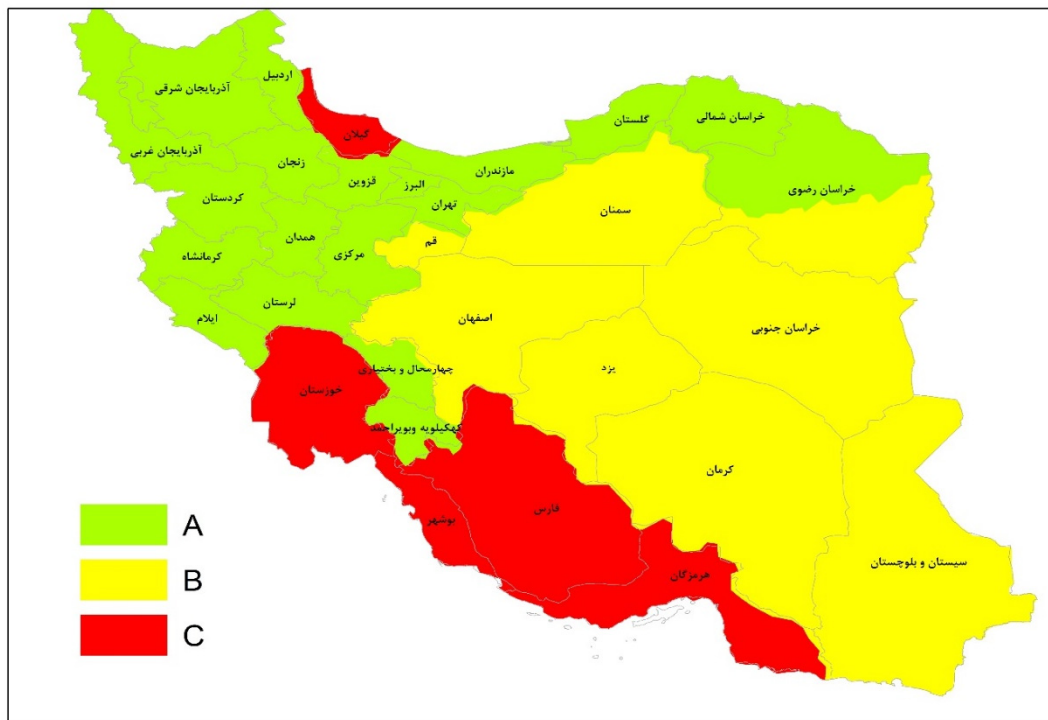 اردبیل
آذربایجان شرقی
گیلان
گلستان
خراسان شمالی
آذربایجان غربی
زنجان
قزوین
البرز
مازندران
خراسان رضوی
کردستان
تهران
سمنان
همدان
مرکزی
قم
کرمانشاه
لرستان
ایلام
اصفهان
خراسان جنوبی
چهارمحال و بختیاری
یزد
خوزستان
کهگیلویه وبویراحمد
کرمان
فارس
بوشهر
هرمزگان
سیستان و بلوچستان
A
B
C